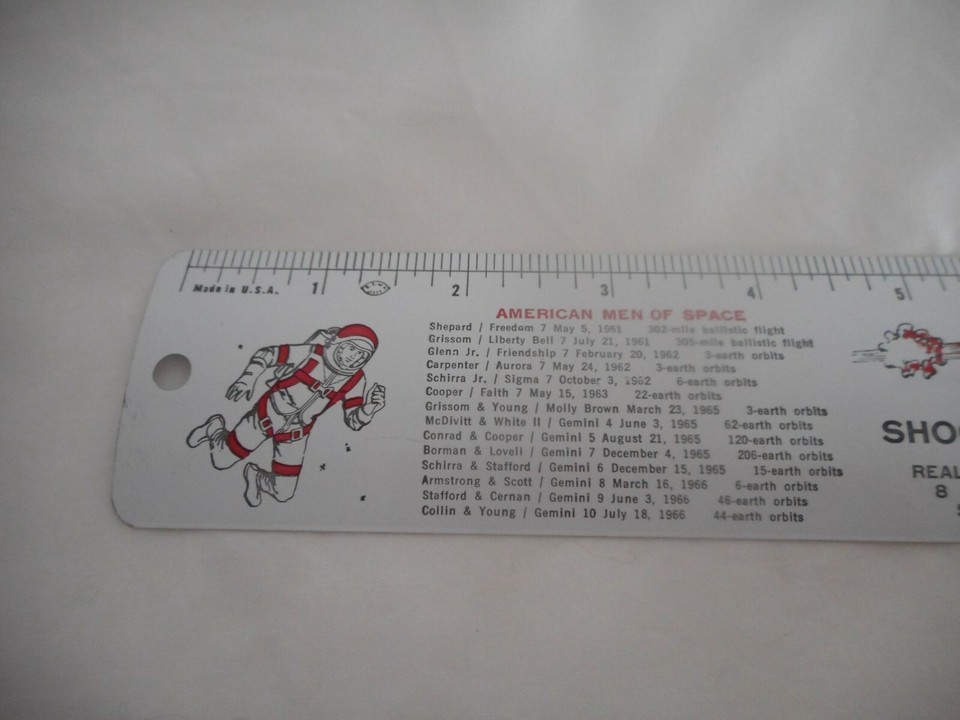 Made in U.S.A.
1 2 3 4 5
AMERICAN MEN OF SPACE
Shepard / Freedom 7 May 5, 1961 302-mile ballistic flight
Grissom / Liberty Bell 7 July 21, 1961 305-mile ballistic flight
Glenn Jr. / Friendship 7 February 20, 1962 3-earth orbits
Carpenter / Aurora 7 May 24, 1962 3-earth orbits
Schirra Jr. / Sigma 7 October 3, 1962 6-earth orbits
Cooper / Faith 7 May 15, 1963 22-earth orbits
Grissom & Young / Molly Brown March 23, 1965 3-earth orbits
McDivitt & White II / Gemini 4 June 3, 1965 62-earth orbits
Conrad & Cooper / Gemini 5 August 21, 1965 120-earth orbits
Borman & Lovell / Gemini 7 December 4, 1965 206-earth orbits
Schirra & Stafford / Gemini 6 December 15, 1965 15-earth orbits
Armstrong & Scott / Gemini 8 March 16, 1966 6-earth orbits
Stafford & Cernan / Gemini 9 June 3, 1966 46-earth orbits
Collin & Young / Gemini 10 July 18, 1966 44-earth orbits
SHO
REAL
8